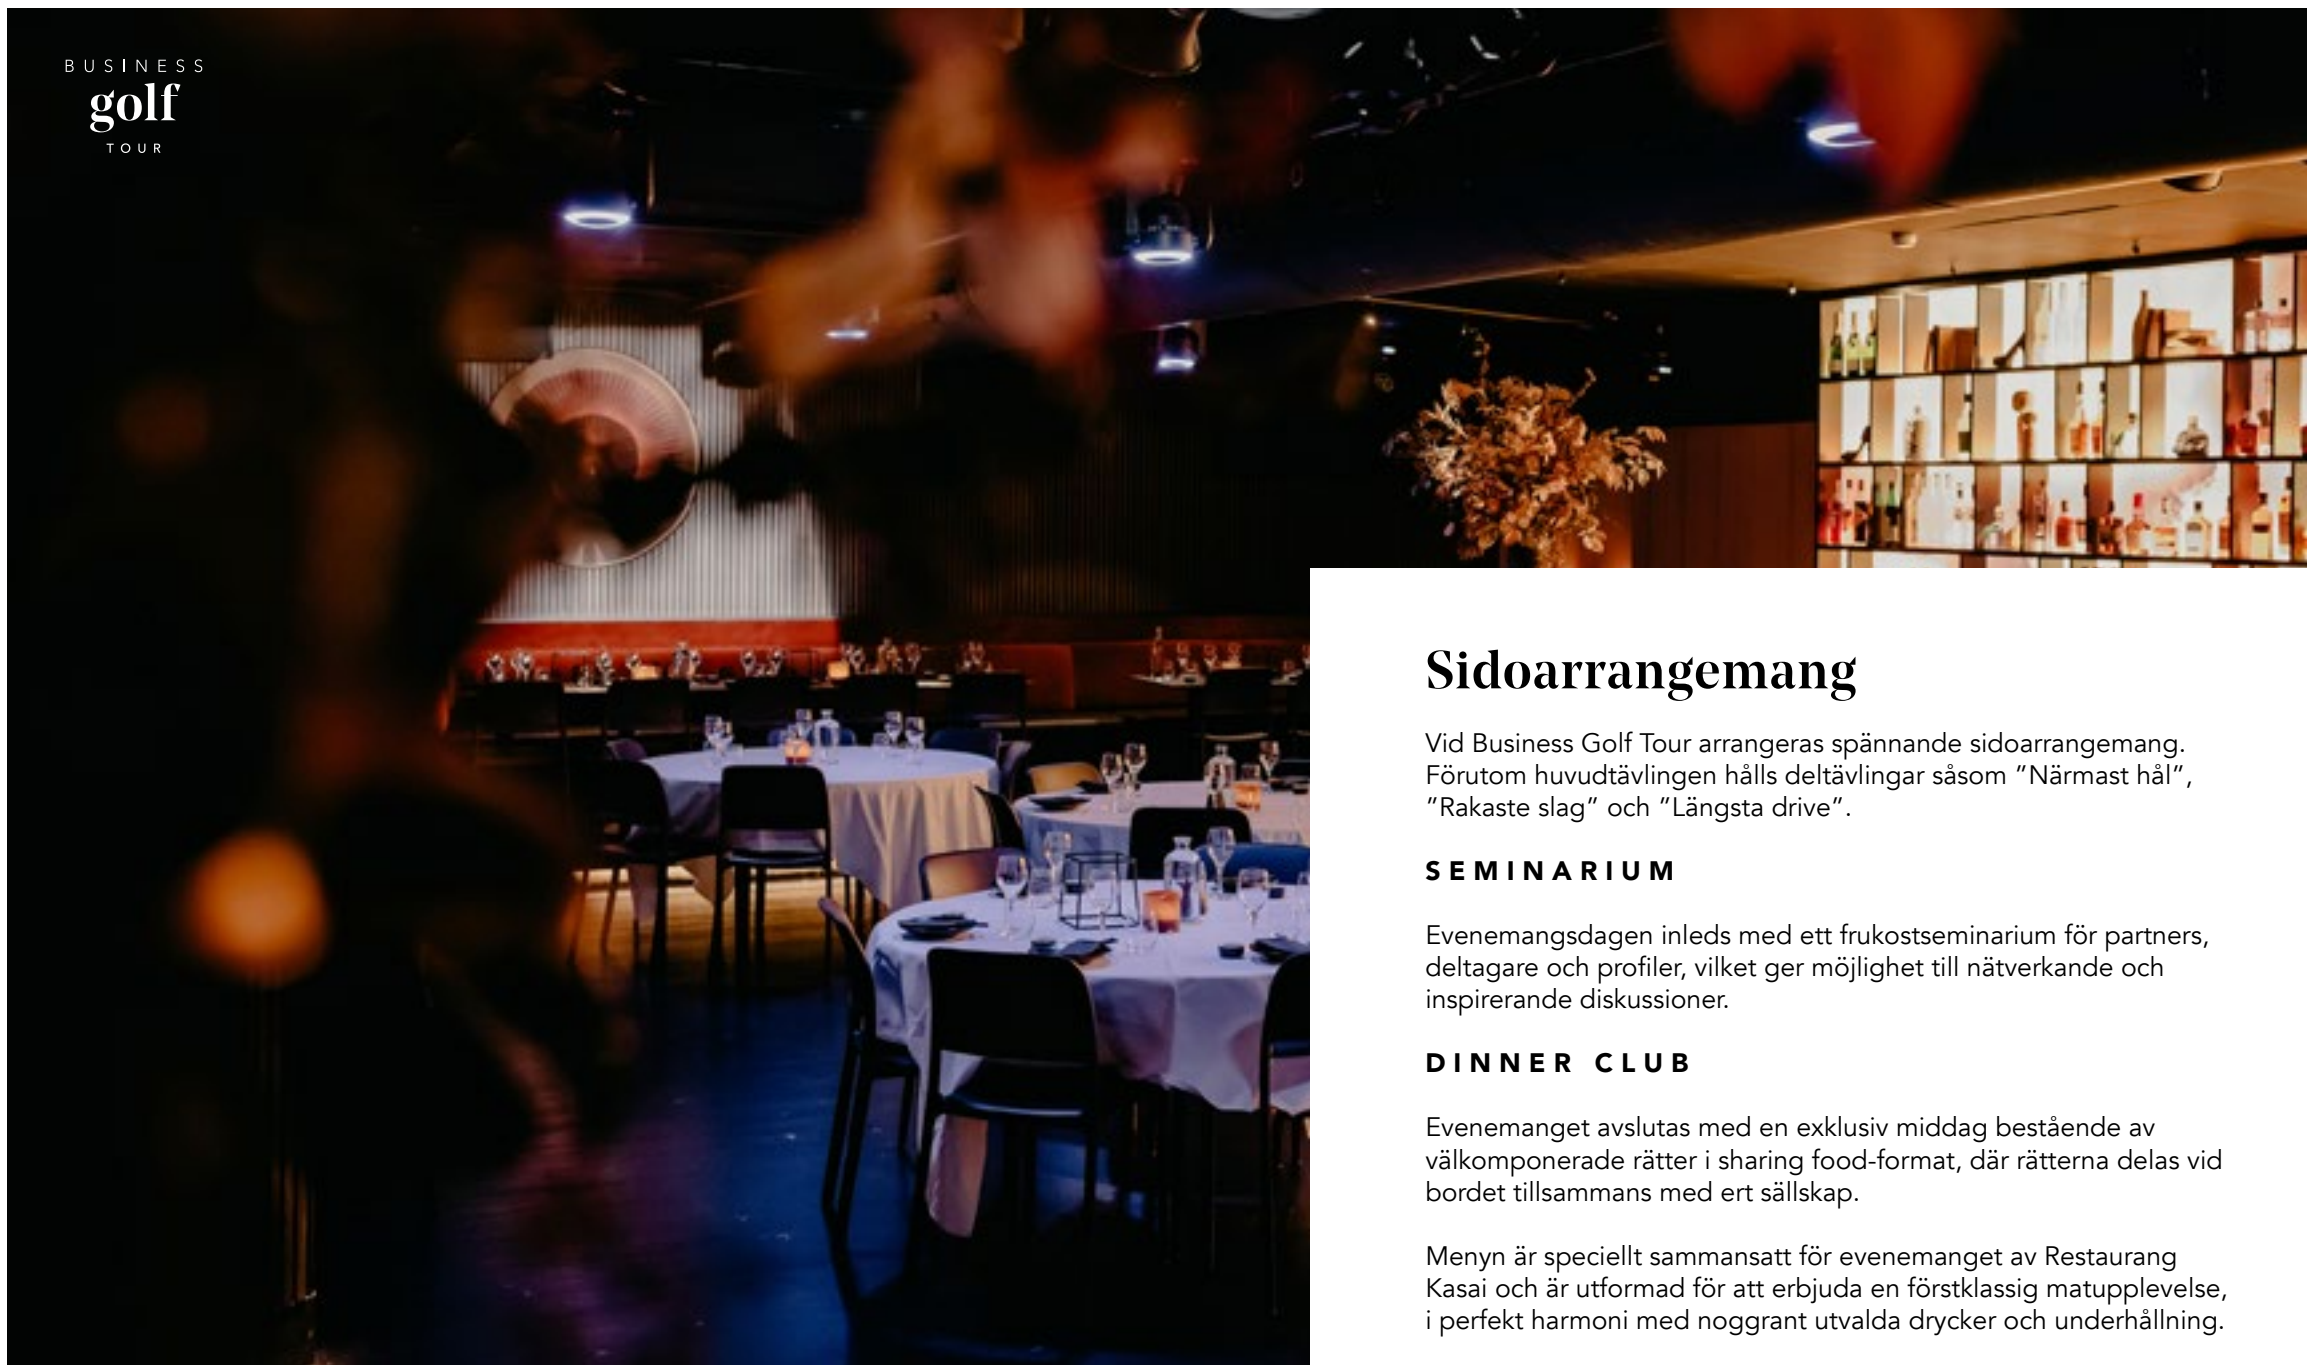 BUSINESS
golf
TOUR
Sidoarrangemang
Vid Business Golf Tour arrangeras spännande sidoarrangemang.
Förutom huvudtävlingen hålls deltävlingar såsom ”Närmast hål”,
”Rakaste slag” och ”Längsta drive”.
SEMINARIUM
Evenemangsdagen inleds med ett frukostseminarium för partners,
deltagare och profiler, vilket ger möjlighet till nätverkande och
inspirerande diskussioner.
DINNER CLUB
Evenemanget avslutas med en exklusiv middag bestående av
välkomponerade rätter i sharing food-format, där rätterna delas vid
bordet tillsammans med ert sällskap.
Menyn är speciellt sammansatt för evenemanget av Restaurang
Kasai och är utformad för att erbjuda en förstklassig matupplevelse,
i perfekt harmoni med noggrant utvalda drycker och underhållning.